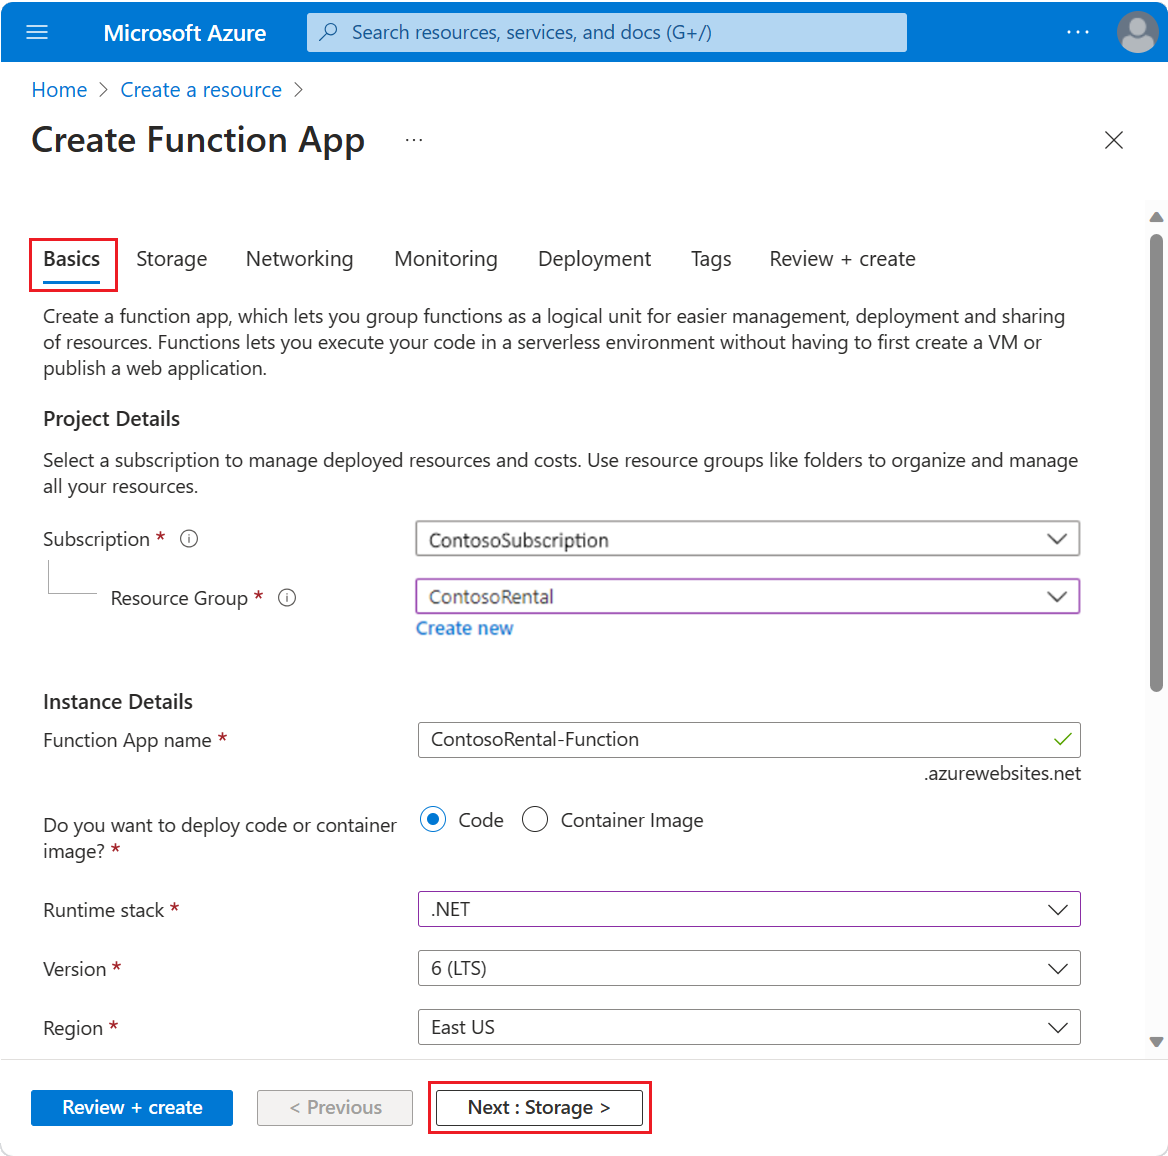 Microsoft Azure
Search resources, services, and docs (G+/)
Home > Create a resource >
Create Function App ...
Basics Storage Networking Monitoring Deployment Tags Review + create
Create a function app, which lets you group functions as a logical unit for easier management, deployment and sharing
of resources. Functions lets you execute your code in a serverless environment without having to first create a VM or
publish a web application.
Project Details
Select a subscription to manage deployed resources and costs. Use resource groups like folders to organize and manage
all your resources.
Subscription * ContosoSubscription
Resource Group * ContosoRental
Create new
Instance Details
Function App name * ContosoRental-Function
.azurewebsites.net
Do you want to deploy code or container
image? *
Code Container Image
Runtime stack * .NET
Version * 6 (LTS)
Region * East US
Review + create < Previous Next : Storage >